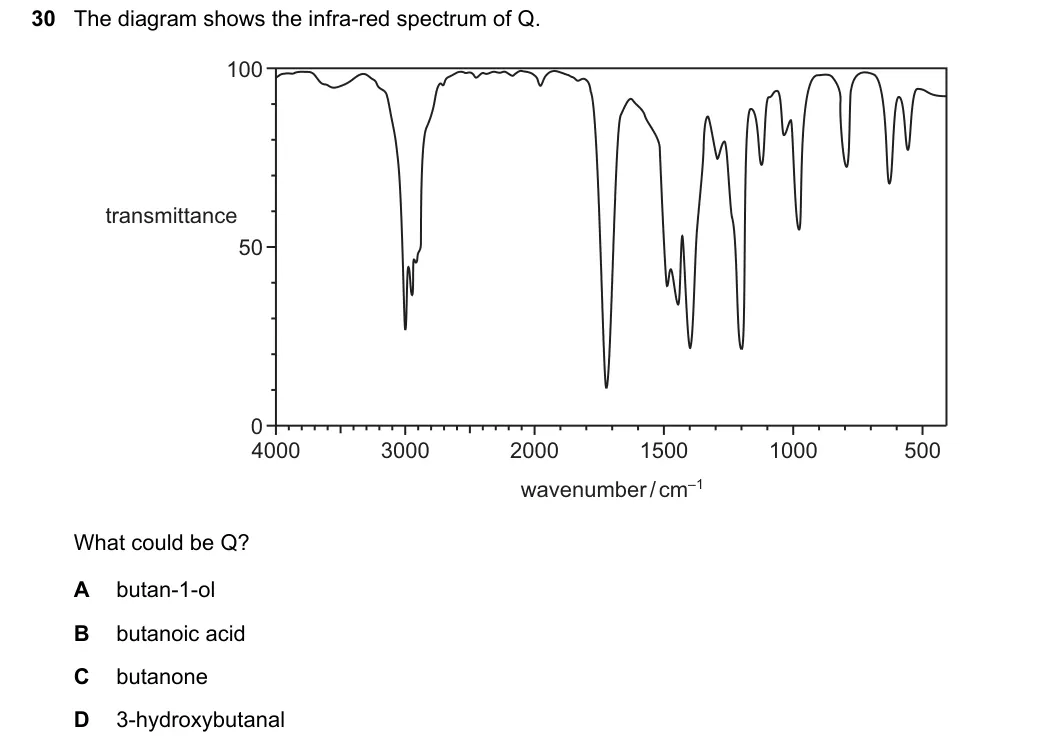 30 The diagram shows the infra-red spectrum of Q.
100
transmittance
50
0
4000 3000 2000 1500 1000 500
wavenumber / cm⁻¹
What could be Q?
A butan-1-ol
B butanoic acid
C butanone
D 3-hydroxybutanal